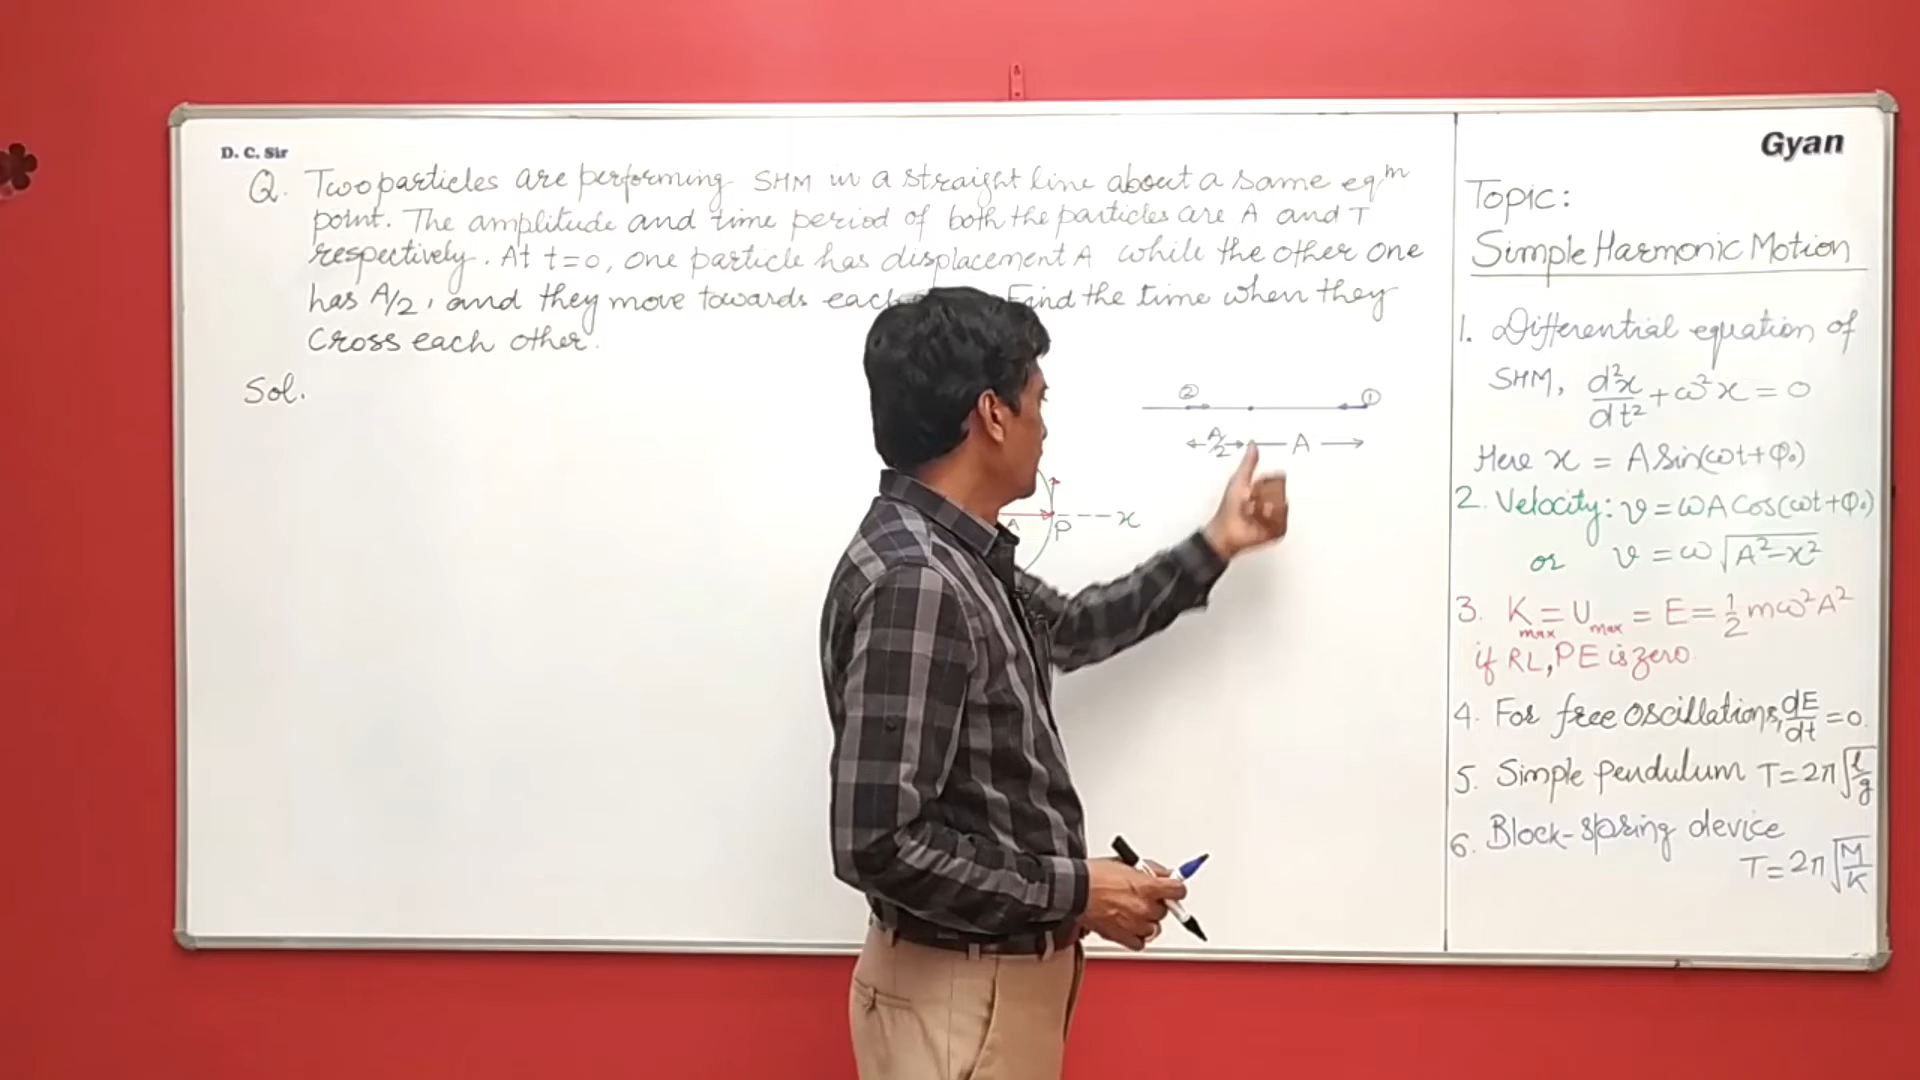 D. C. Sir
Gyan
Q. Two particles are performing SHM in a straight line about a same eqm
point. The amplitude and time period of both the particles are A and T
respectively. At t=0, one particle has displacement A while the other one
has A/2, and they move towards each Find the time when they
Cross each other.
Sol.
② ①
A/2 A
A P x
Topic:
Simple Harmonic Motion
1. Differential equation of
SHM, d²x/dt² + ω²x = 0
Here x = A Sin(ωt+φ₀)
2. Velocity: v = ωA Cos(ωt+φ₀)
or v = ω√(A²-x²)
3. Kmax = Umax = E = 1/2 mω²A²
if RL, PE is zero
4. For free oscillations, dE/dt = 0.
5. Simple pendulum T = 2π√(l/g)
6. Block-spring device
T = 2π√(M/K)